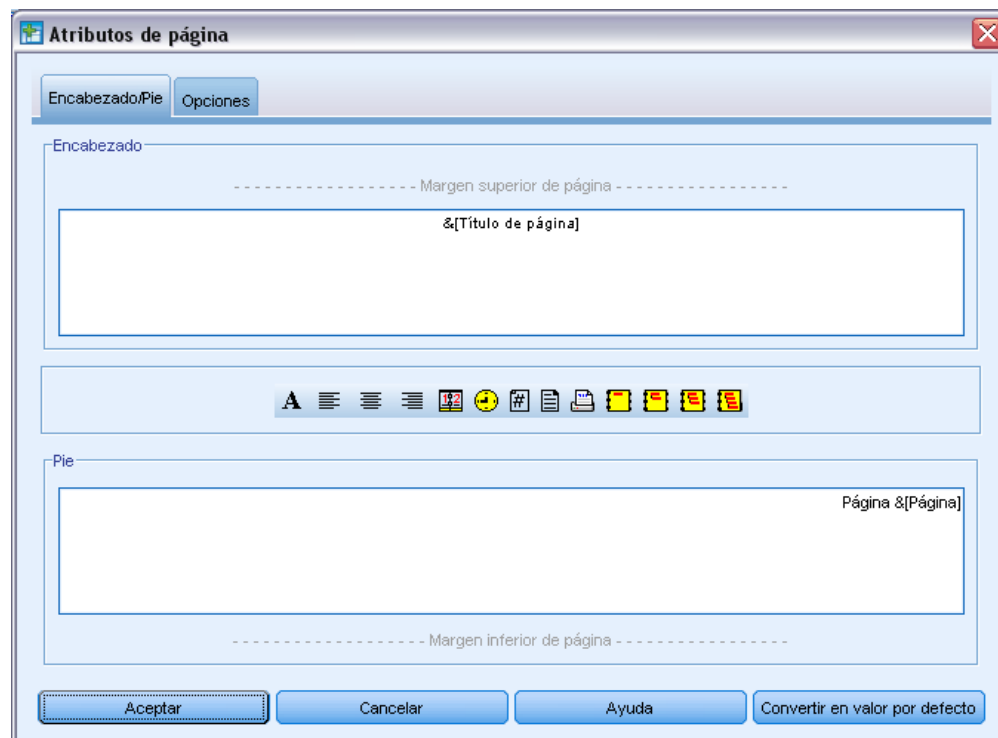 Atributos de página
Encabezado/Pie
Opciones
Encabezado
- - - - - - - - - - - - - - - - - - Margen superior de página - - - - - - - - - - - - - - - - -
&[Título de página]
A
Pie
Página &[Página]
- - - - - - - - - - - - - - - - - - - Margen inferior de página - - - - - - - - - - - - - - - - -
Aceptar
Cancelar
Ayuda
Convertir en valor por defecto